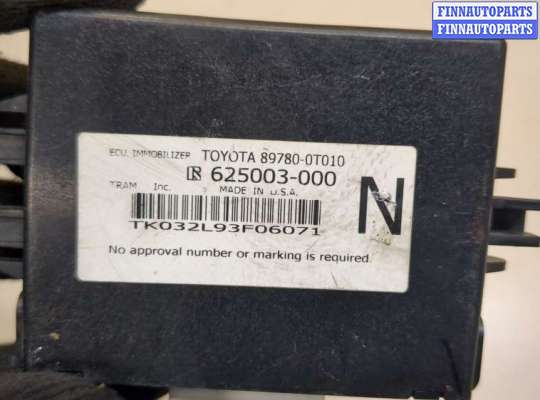 FINNAUTOPARTS
FINNAUTOPARTS
ECU, IMMOBILIZER TOYOTA 89780-0T010
R 625003-000
TRAM, Inc. MADE IN U.S.A.
N
TK032L93F06071
No approval number or marking is required.